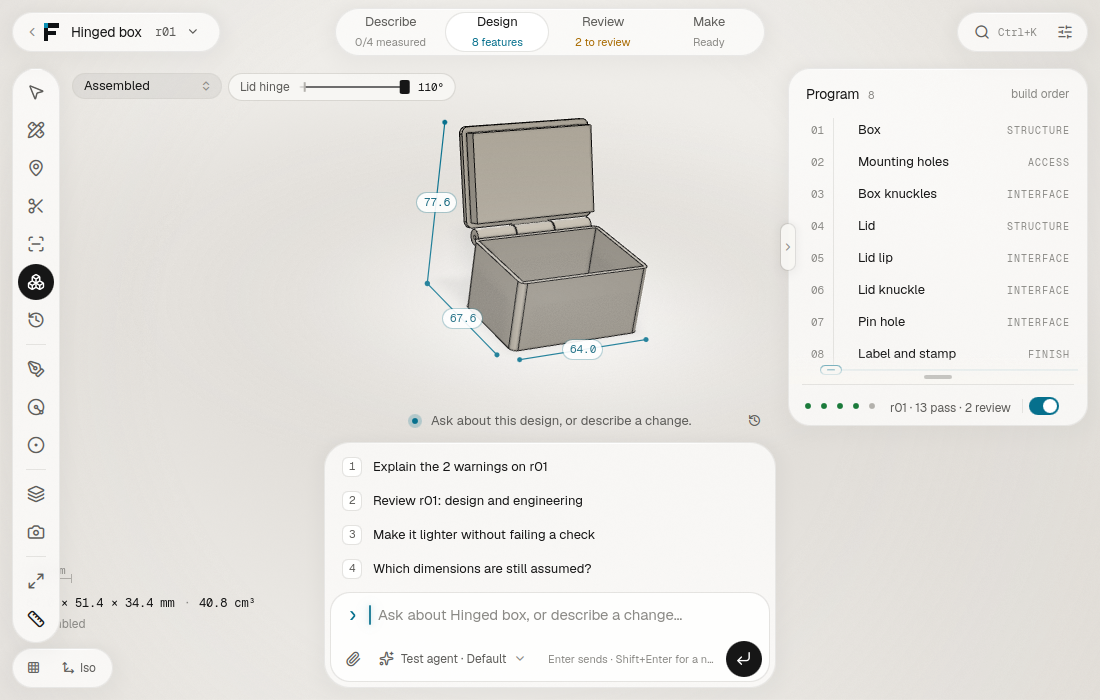 Hinged box r01
Describe
0/4 measured
Design
8 features
Review
2 to review
Make
Ready
Ctrl+K
Assembled
Lid hinge 110°
77.6
67.6
64.0
Program 8 build order
01 Box STRUCTURE
02 Mounting holes ACCESS
03 Box knuckles INTERFACE
04 Lid STRUCTURE
05 Lid lip INTERFACE
06 Lid knuckle INTERFACE
07 Pin hole INTERFACE
08 Label and stamp FINISH
r01 · 13 pass · 2 review
Ask about this design, or describe a change.
1 Explain the 2 warnings on r01
2 Review r01: design and engineering
3 Make it lighter without failing a check
4 Which dimensions are still assumed?
Ask about Hinged box, or describe a change...
Test agent · Default
Enter sends · Shift+Enter for a n...
× 51.4 × 34.4 mm · 40.8 cm³
Iso